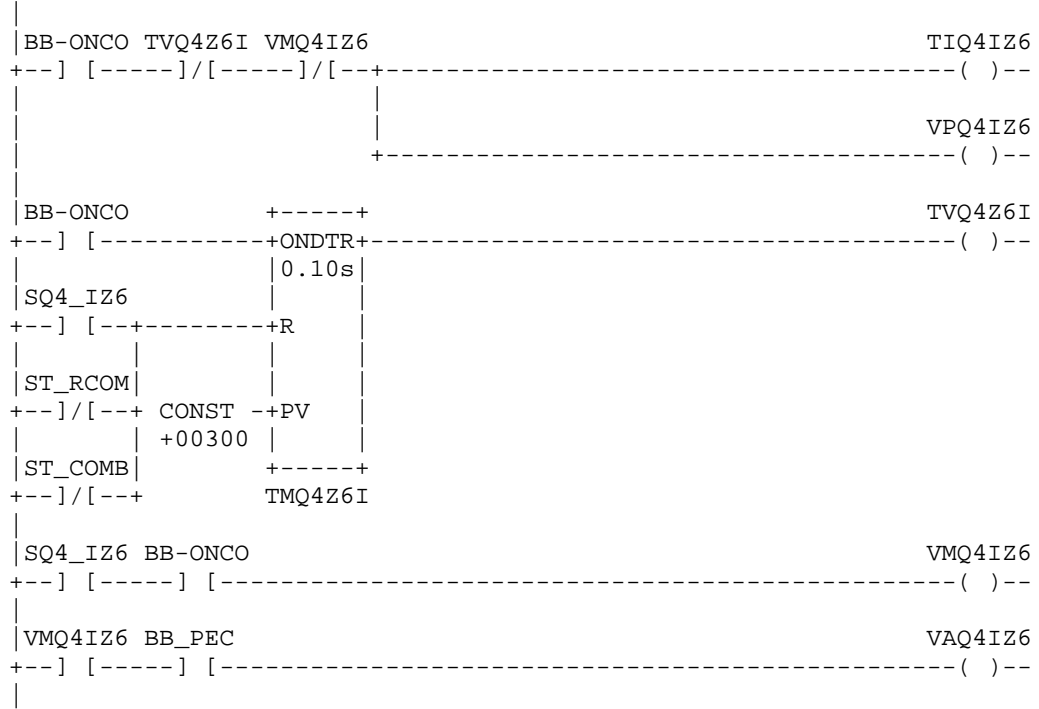 BB-ONCO TVQ4Z6I VMQ4IZ6 TIQ4IZ6
+--] [-----]/[-----]/[--+--------------------------------------( )--
VPQ4IZ6
+--------------------------------------( )--
BB-ONCO +-----+ TVQ4Z6I
+--] [-----------+ONDTR+---------------------------------------( )--
|0.10s|
SQ4_IZ6
+--] [--+--------+R
ST_RCOM
+--]/[--+ CONST -+PV
+00300
ST_COMB +-----+
+--]/[--+ TMQ4Z6I
SQ4_IZ6 BB-ONCO VMQ4IZ6
+--] [-----] [-------------------------------------------------( )--
VMQ4IZ6 BB_PEC VAQ4IZ6
+--] [-----] [-------------------------------------------------( )--